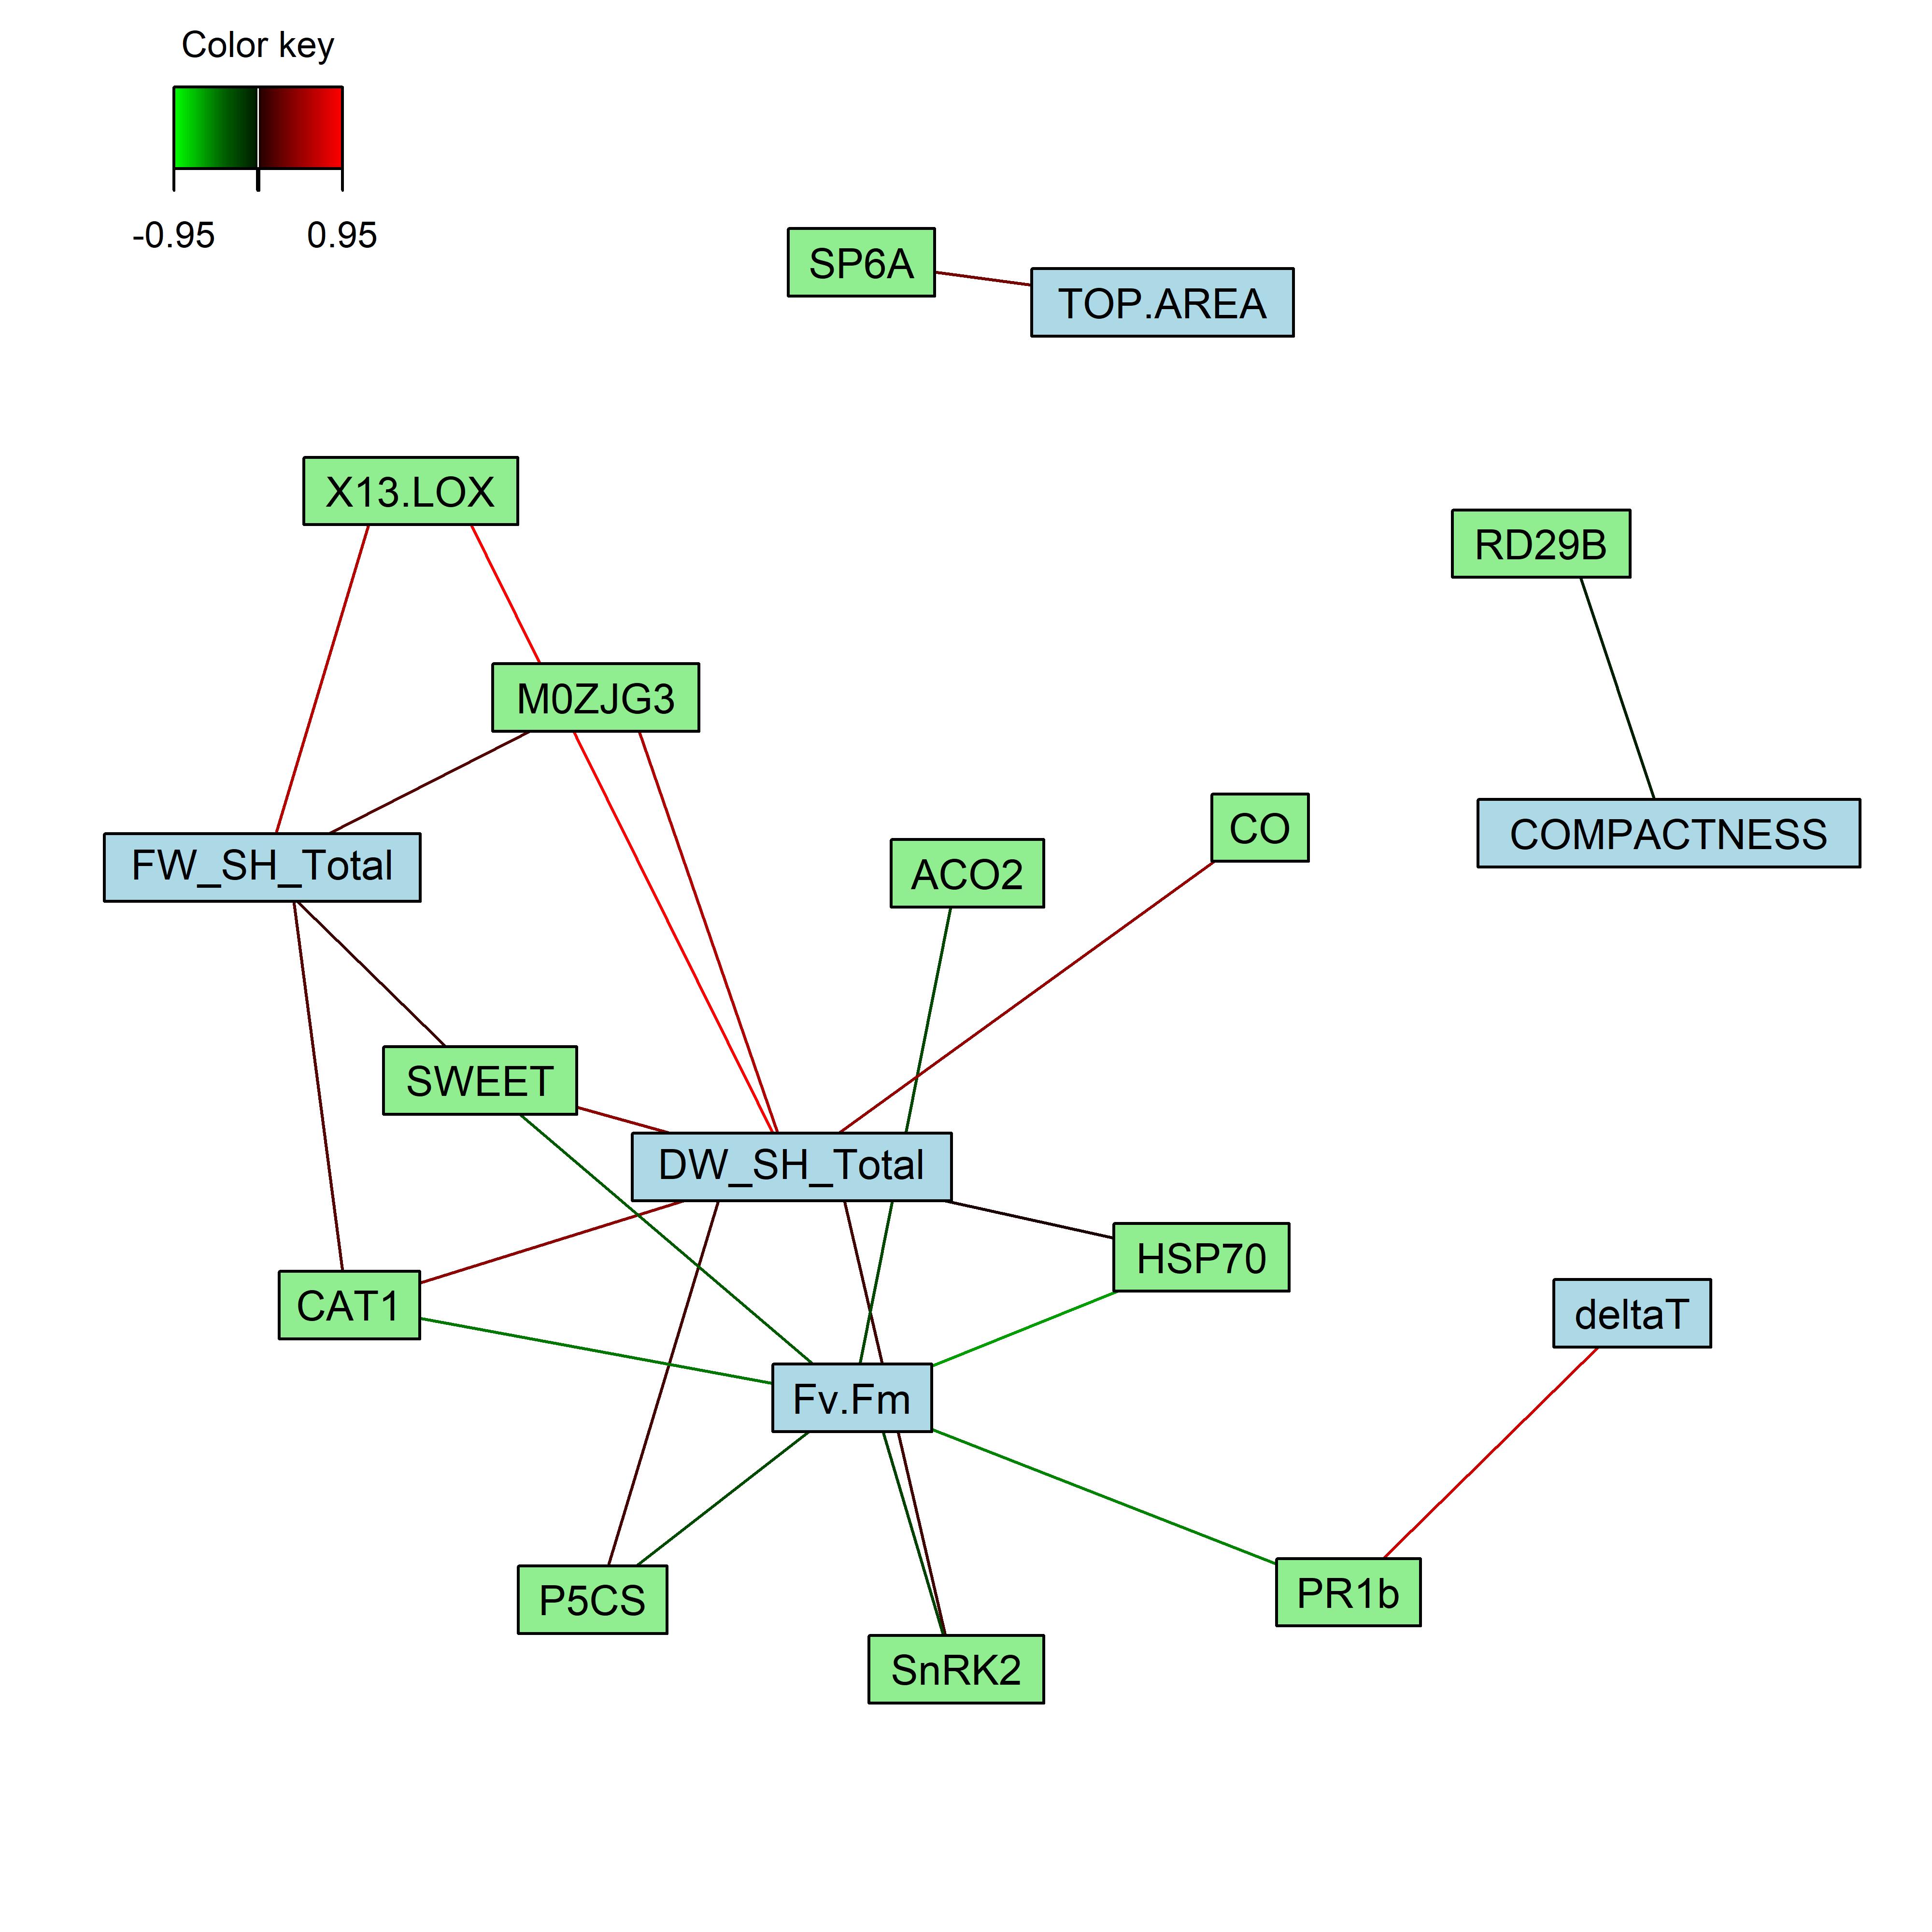 Color key
-0.95 0.95
SP6A
TOP.AREA
X13.LOX
RD29B
M0ZJG3
CO
COMPACTNESS
FW_SH_Total
ACO2
SWEET
DW_SH_Total
HSP70
CAT1
deltaT
Fv.Fm
P5CS
PR1b
SnRK2